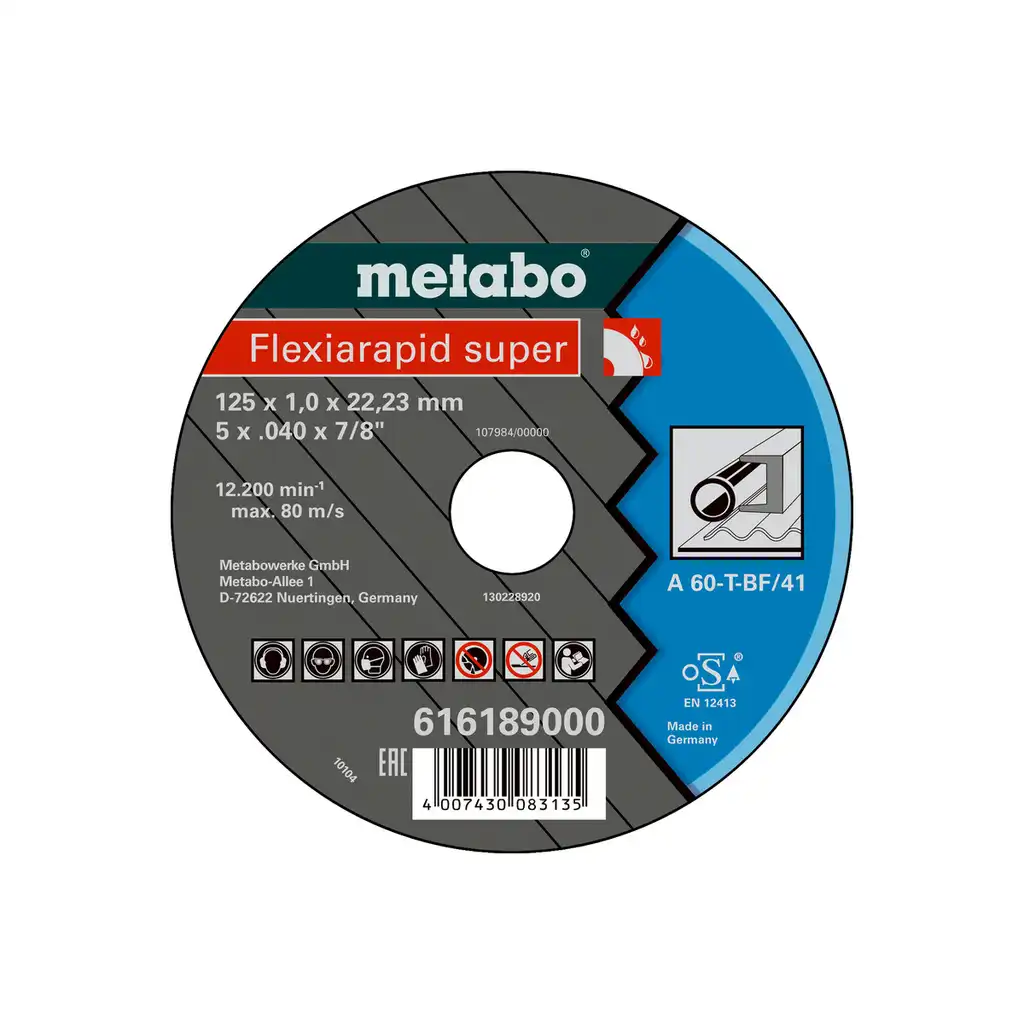 metabo®
Flexiarapid super
125 x 1,0 x 22,23 mm
5 x .040 x 7/8"
107984/00000
12.200 min⁻¹
max. 80 m/s
Metabowerke GmbH
Metabo-Allee 1
D-72622 Nuertingen, Germany
130228920
A 60-T-BF/41
oSa®
EN 12413
Made in
Germany
616189000
10104
EAC
4 007430 083135